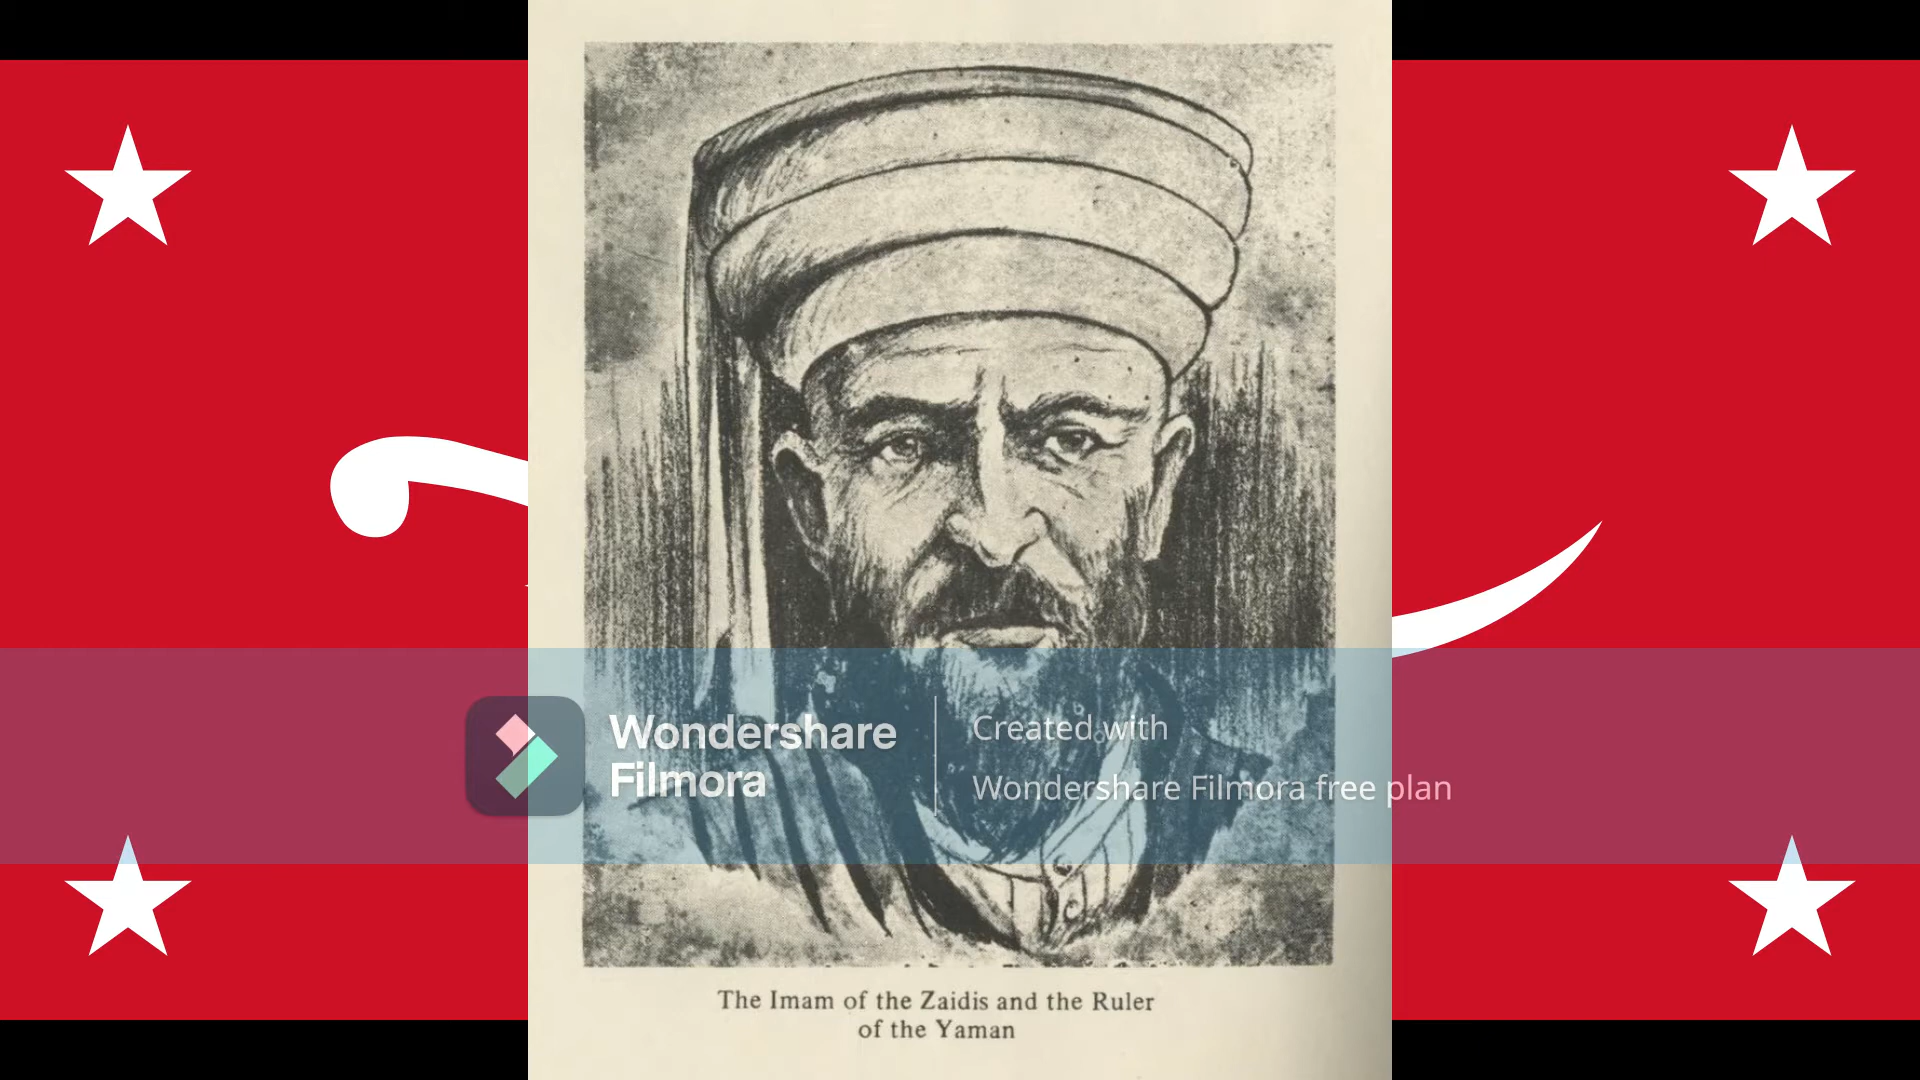 Wondershare
Filmora
Created with
Wondershare Filmora free plan
The Imam of the Zaidis and the Ruler
of the Yaman